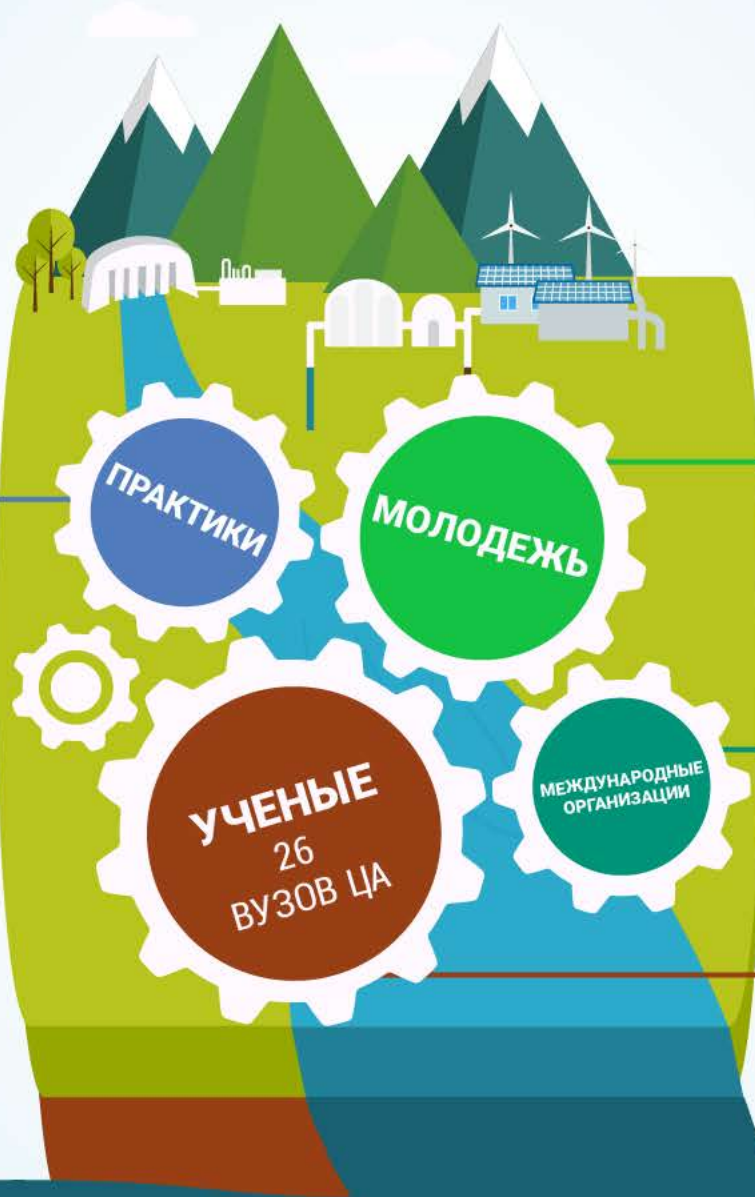 ПРАКТИКИ
МОЛОДЕЖЬ
УЧЕНЫЕ
26
ВУЗОВ ЦА
МЕЖДУНАРОДНЫЕ
ОРГАНИЗАЦИИ